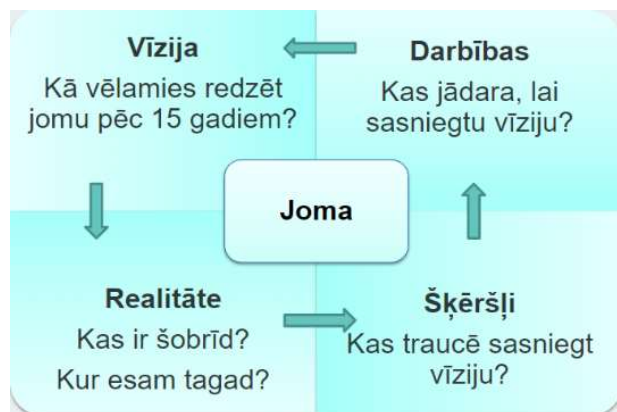 Vīzija
Kā vēlamies redzēt
jomu pēc 15 gadiem?
Darbības
Kas jādara, lai
sasniegtu vīziju?
Joma
Realitāte
Kas ir šobrīd?
Kur esam tagad?
Šķēršļi
Kas traucē sasniegt
vīziju?